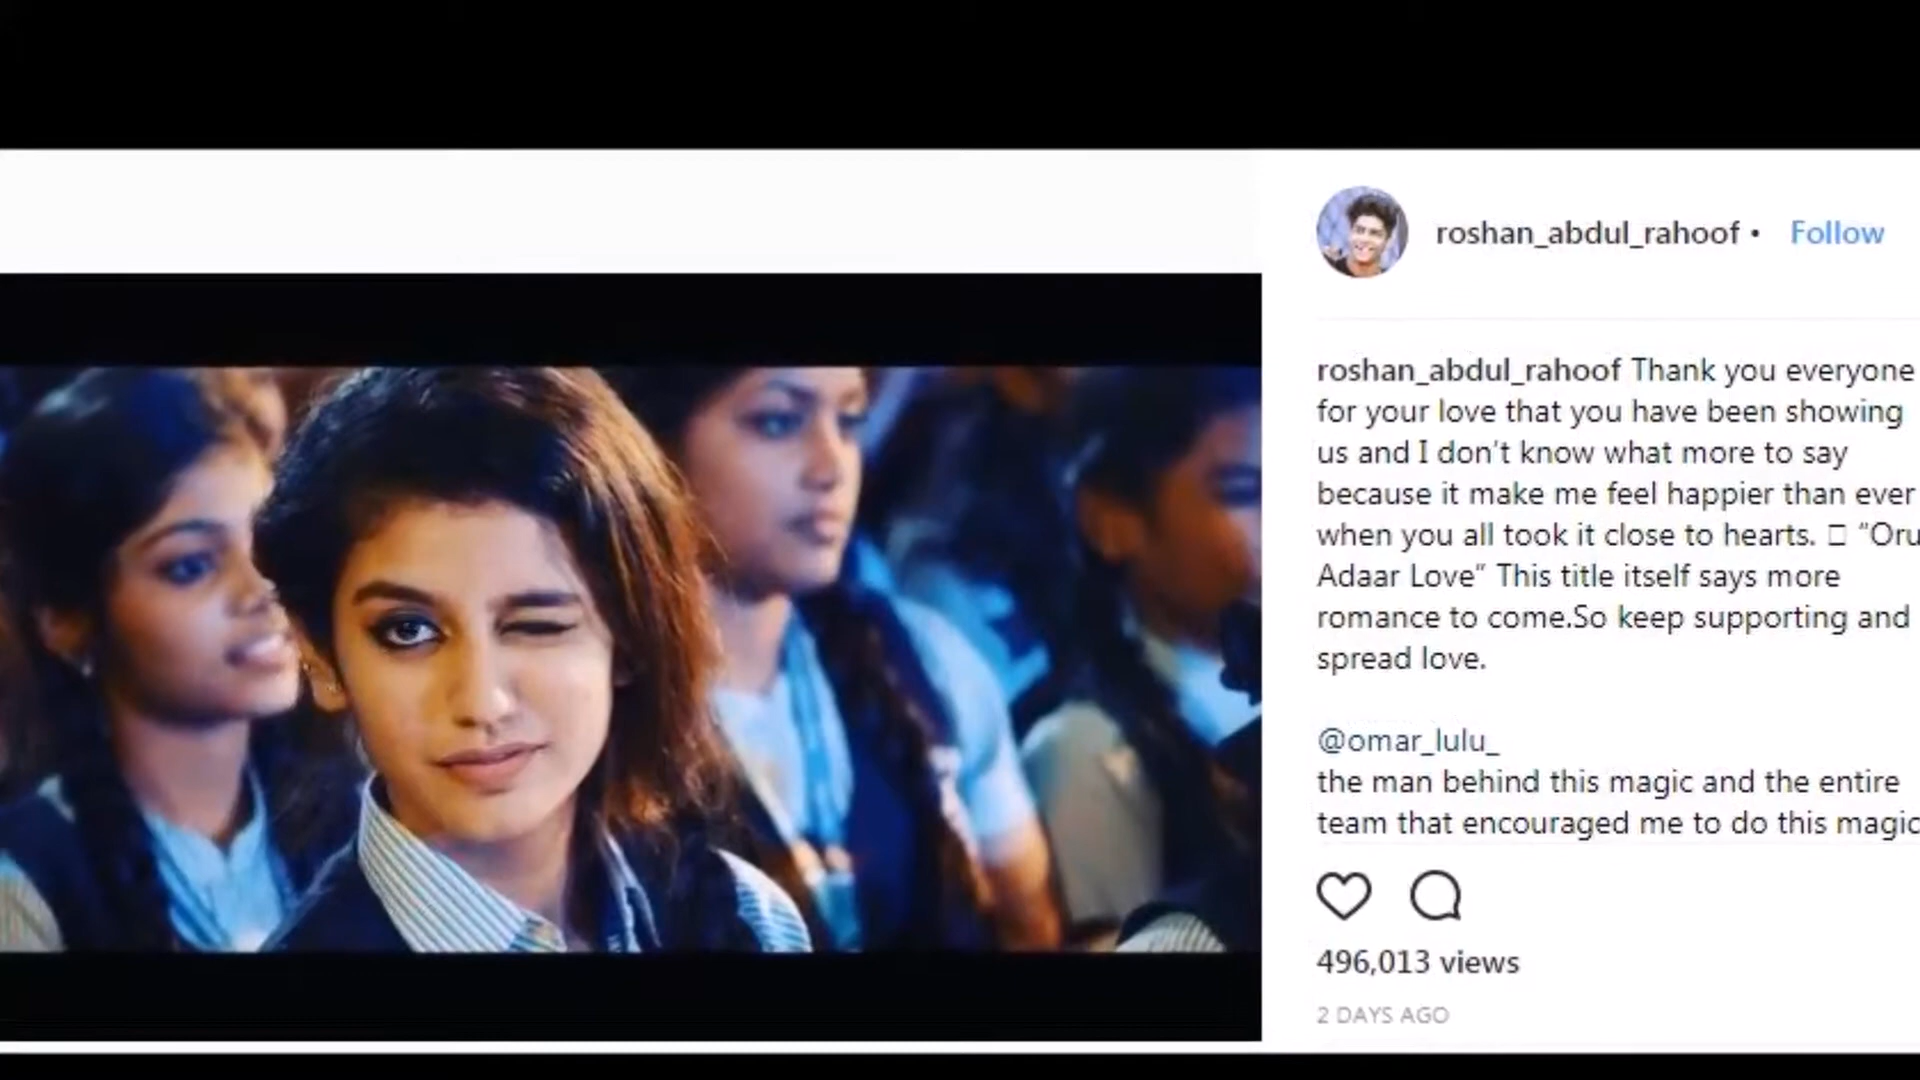 roshan_abdul_rahoof • Follow
roshan_abdul_rahoof Thank you everyone
for your love that you have been showing
us and I don't know what more to say
because it make me feel happier than ever
when you all took it close to hearts. "Oru
Adaar Love" This title itself says more
romance to come.So keep supporting and
spread love.
@omar_lulu_
the man behind this magic and the entire
team that encouraged me to do this magic
496,013 views
2 DAYS AGO